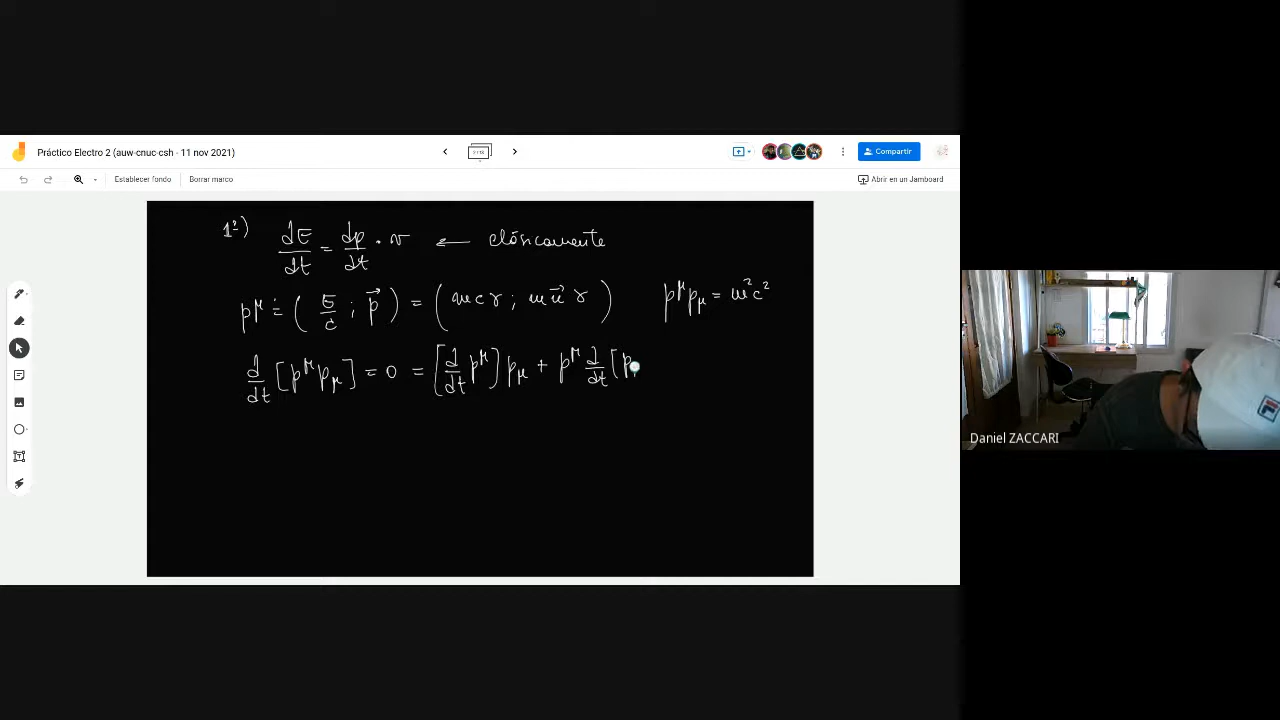 Práctico Electro 2 (auw-cnuc-csh - 11 nov 2021)
Compartir
Establecer fondo
Borrar marco
Abrir en un Jamboard
1º) dE/dt = dp/dt · v ← clásicamente
p^μ ≐ (E/c ; p⃗) = (mcγ ; mu⃗γ) p^μ p_μ = m²c²
d/dt [p^μ p_μ] = 0 = [d/dt p^μ] p_μ + p^μ d/dt [p
Daniel ZACCARI